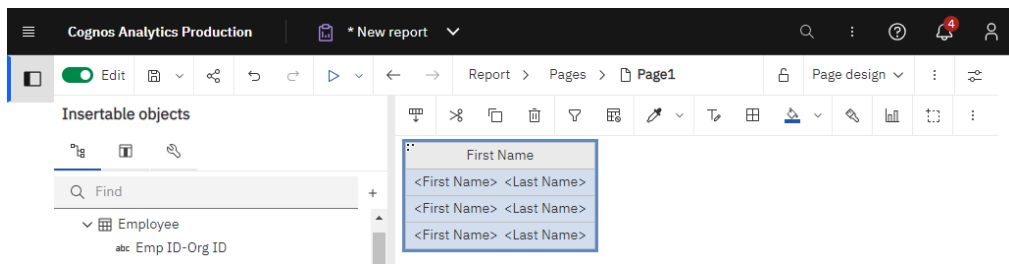 Cognos Analytics Production * New report 4
Edit Report > Pages > Page1 Page design
Insertable objects
First Name
<First Name> <Last Name>
<First Name> <Last Name>
<First Name> <Last Name>
Find
Employee
abc Emp ID-Org ID